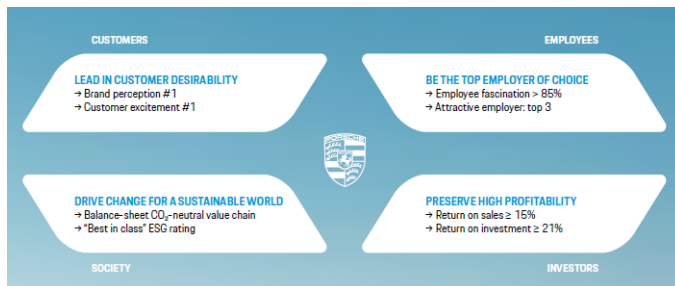 CUSTOMERS
EMPLOYEES
LEAD IN CUSTOMER DESIRABILITY
→ Brand perception #1
→ Customer excitement #1
BE THE TOP EMPLOYER OF CHOICE
→ Employee fascination > 85%
→ Attractive employer: top 3
PORSCHE
DRIVE CHANGE FOR A SUSTAINABLE WORLD
→ Balance-sheet CO₂-neutral value chain
→ “Best in class” ESG rating
PRESERVE HIGH PROFITABILITY
→ Return on sales ≥ 15%
→ Return on investment ≥ 21%
SOCIETY
INVESTORS